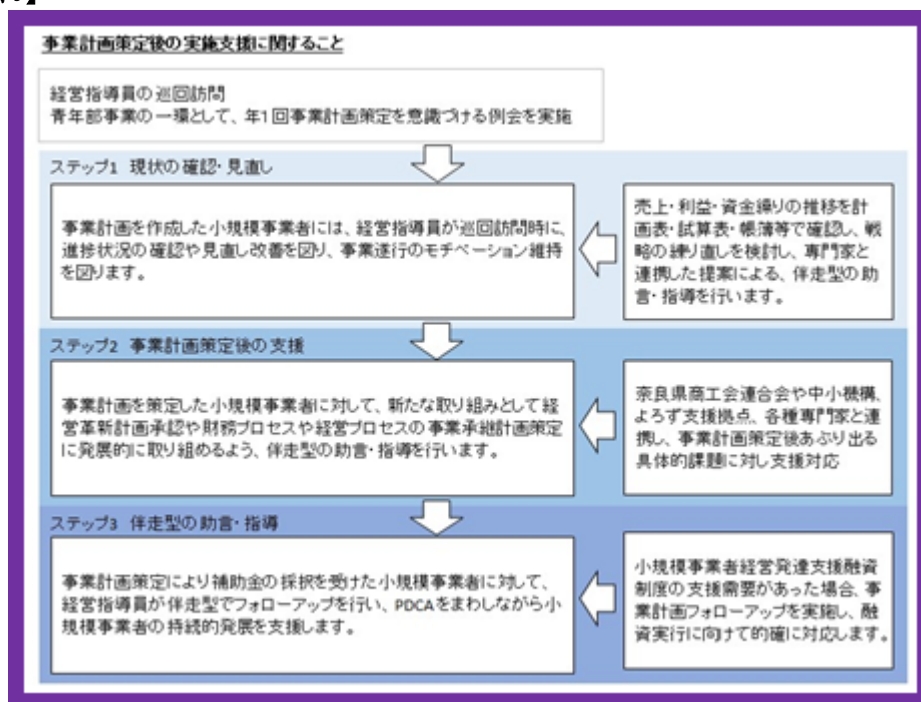 事業計画策定後の実施支援に関すること
経営指導員の巡回訪問
青年部事業の一環として、年1回事業計画策定を意識づける例会を実施
ステップ1 現状の確認・見直し
事業計画を作成した小規模事業者には、経営指導員が巡回訪問時に、
進捗状況の確認や見直し改善を図り、事業遂行のモチベーション維持
を図ります。
売上・利益・資金繰りの推移を計
画表・試算表・帳簿等で確認し、戦
略の練り直しを検討し、専門家と
連携した提案による、伴走型の助
言・指導を行います。
ステップ2 事業計画策定後の支援
事業計画を策定した小規模事業者に対して、新たな取り組みとして経
営革新計画承認や財務プロセスや経営プロセスの事業承継計画策定
に発展的に取り組めるよう、伴走型の助言・指導を行います。
奈良県商工会連合会や中小機構、
よろず支援拠点、各種専門家と連
携し、事業計画策定後あぶり出る
具体的課題に対し支援対応
ステップ3 伴走型の助言・指導
事業計画策定により補助金の採択を受けた小規模事業者に対して、
経営指導員が伴走型でフォローアップを行い、PDCAをまわしながら小
規模事業者の持続的発展を支援します。
小規模事業者経営発達支援融資
制度の支援需要があった場合、事
業計画フォローアップを実施し、融
資実行に向けて的確に対応します。